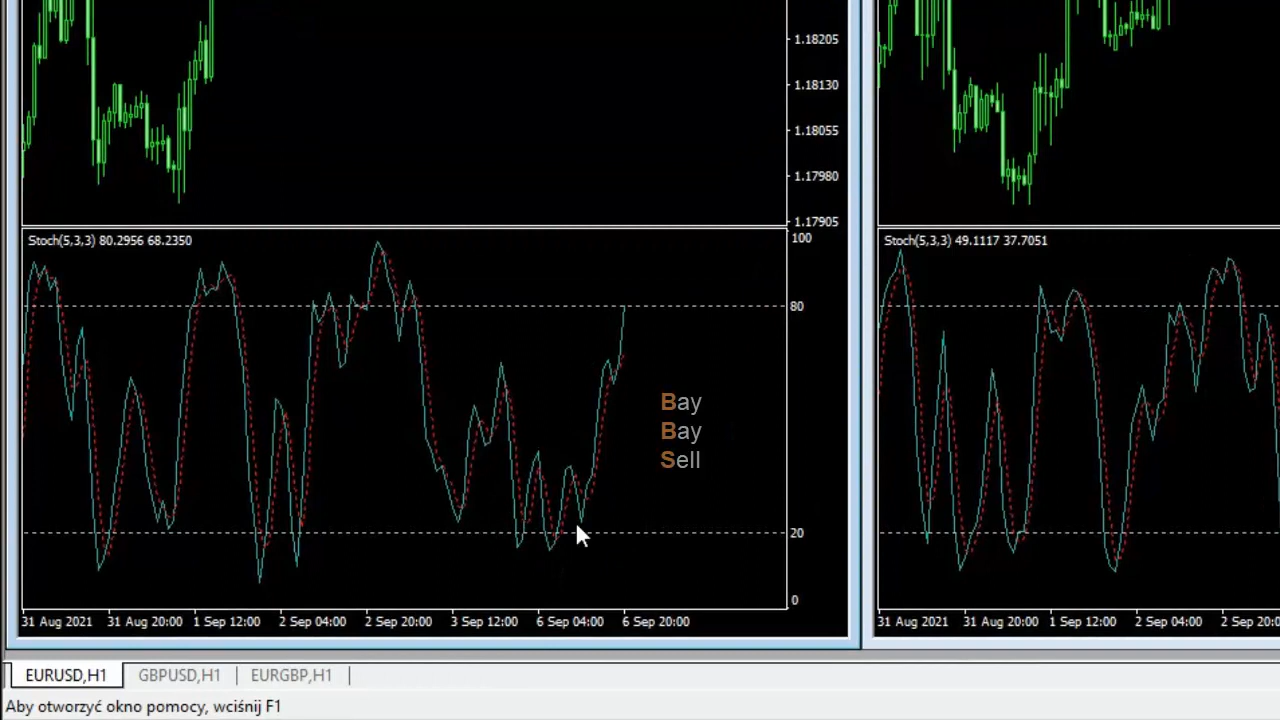 1.18205
1.18130
1.18055
1.17980
1.17905
Stoch(5,3,3) 80.2956 68.2350
100
80
20
0
Bay
Bay
Sell
31 Aug 2021
31 Aug 20:00
1 Sep 12:00
2 Sep 04:00
2 Sep 20:00
3 Sep 12:00
6 Sep 04:00
6 Sep 20:00
Stoch(5,3,3) 49.1117 37.7051
31 Aug 2021
31 Aug 20:00
1 Sep 12:00
2 Sep 04:00
2 Sep 20:0
EURUSD,H1
GBPUSD,H1
EURGBP,H1
Aby otworzyć okno pomocy, wciśnij F1